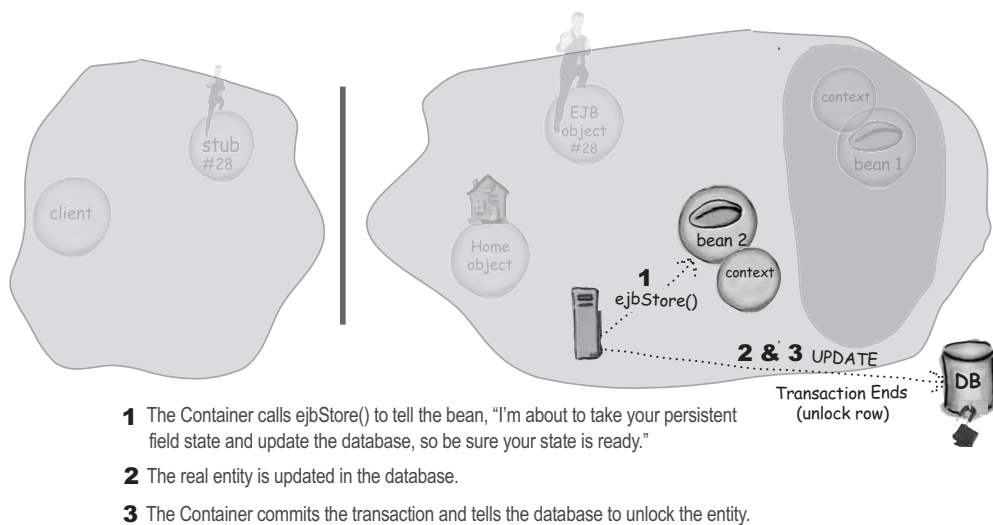 client
stub
#28
EJB
object
#28
Home
object
context
bean 1
bean 2
context
1
ejbStore()
2 & 3 UPDATE
Transaction Ends
(unlock row)
DB
1 The Container calls ejbStore() to tell the bean, “I’m about to take your persistent
field state and update the database, so be sure your state is ready.”
2 The real entity is updated in the database.
3 The Container commits the transaction and tells the database to unlock the entity.